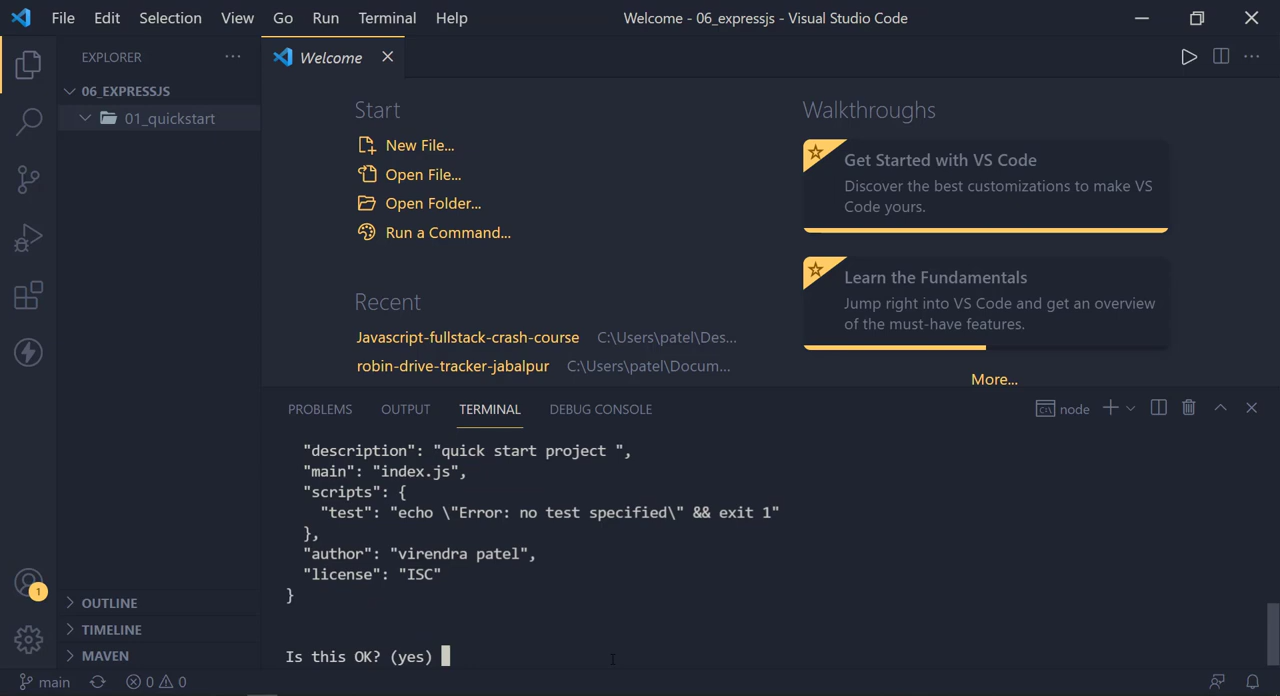 File Edit Selection View Go Run Terminal Help
Welcome - 06_expressjs - Visual Studio Code
EXPLORER
Welcome
06_EXPRESSJS
01_quickstart
Start
New File...
Open File...
Open Folder...
Run a Command...
Recent
Javascript-fullstack-crash-course C:\Users\patel\Des...
robin-drive-tracker-jabalpur C:\Users\patel\Docum...
Walkthroughs
Get Started with VS Code
Discover the best customizations to make VS
Code yours.
Learn the Fundamentals
Jump right into VS Code and get an overview
of the must-have features.
More...
PROBLEMS OUTPUT TERMINAL DEBUG CONSOLE
node
"description": "quick start project ",
"main": "index.js",
"scripts": {
"test": "echo \"Error: no test specified\" && exit 1"
},
"author": "virendra patel",
"license": "ISC"
}
Is this OK? (yes)
1
OUTLINE
TIMELINE
MAVEN
main 0 0